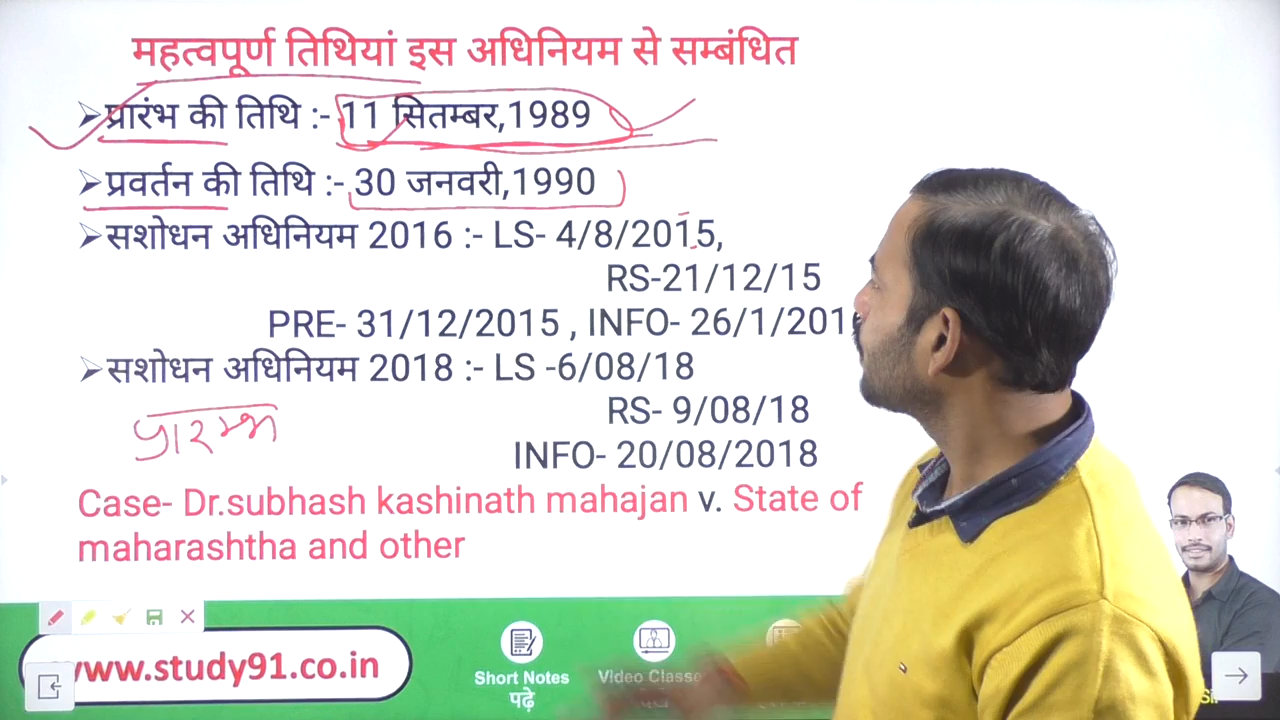 महत्वपूर्ण तिथियां इस अधिनियम से सम्बंधित
➢प्रारंभ की तिथि :- 11 सितम्बर,1989
➢प्रवर्तन की तिथि :- 30 जनवरी,1990
➢सशोधन अधिनियम 2016 :- LS- 4/8/2015,
RS-21/12/15
PRE- 31/12/2015 , INFO- 26/1/201
➢सशोधन अधिनियम 2018 :- LS -6/08/18
RS- 9/08/18
प्रारम्भ
INFO- 20/08/2018
Case- Dr.subhash kashinath mahajan v. State of
maharashtha and other
www.study91.co.in
Short Notes
पढ़े
Video Classe